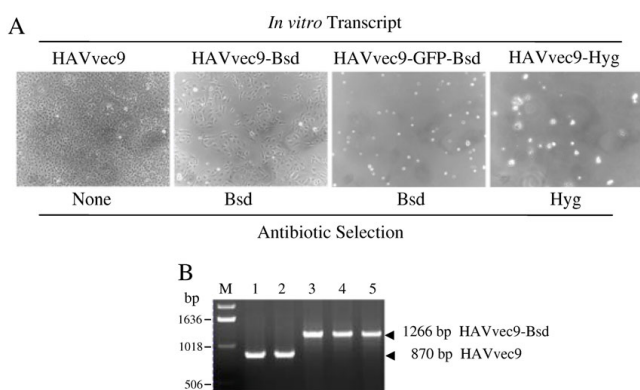 A
In vitro Transcript
HAVvec9 HAVvec9-Bsd HAVvec9-GFP-Bsd HAVvec9-Hyg
None Bsd Bsd Hyg
Antibiotic Selection
B
M 1 2 3 4 5
bp
1636
1018
506
1266 bp HAVvec9-Bsd
870 bp HAVvec9